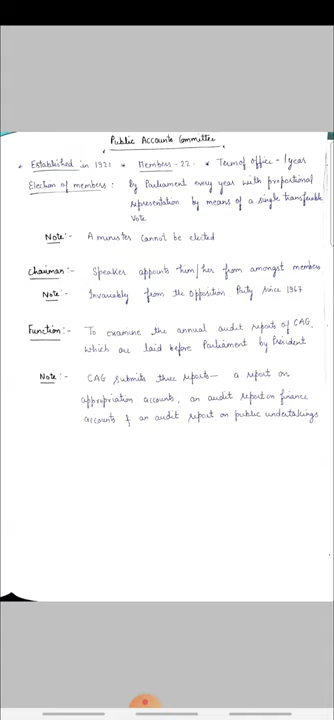 Public Accounts Committee
* Established in 1921 * Members - 22 * Term of office - 1 year
Election of members : By Parliament every year with proportional
representation by means of a single transferable
vote
Note :- A minister cannot be elected
Chairman:- Speaker appoints him/her from amongst members
Note :- Invariably from the Opposition Party since 1967
Function:- To examine the annual audit reports of CAG,
which are laid before Parliament by President
Note :- CAG submits three reports - a report on
appropriation accounts, an audit report on finance
accounts & an audit report on public undertakings